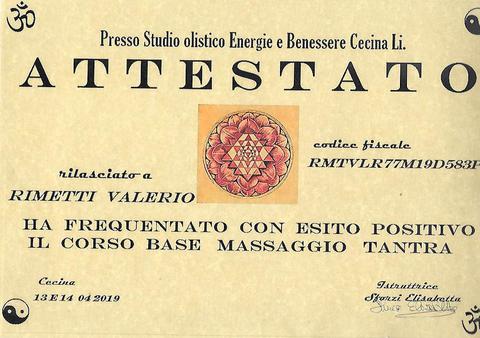 Presso Studio olistico Energie e Benessere Cecina Li.
ATTESTATO
codice fiscale
rilasciato a
RMTVLR77M19D583P
RIMETTI VALERIO
HA FREQUENTATO CON ESITO POSITIVO
IL CORSO BASE MASSAGGIO TANTRA
Cecina
Istruttrice
13 E 14 04 2019
Sforzi Elisabetta